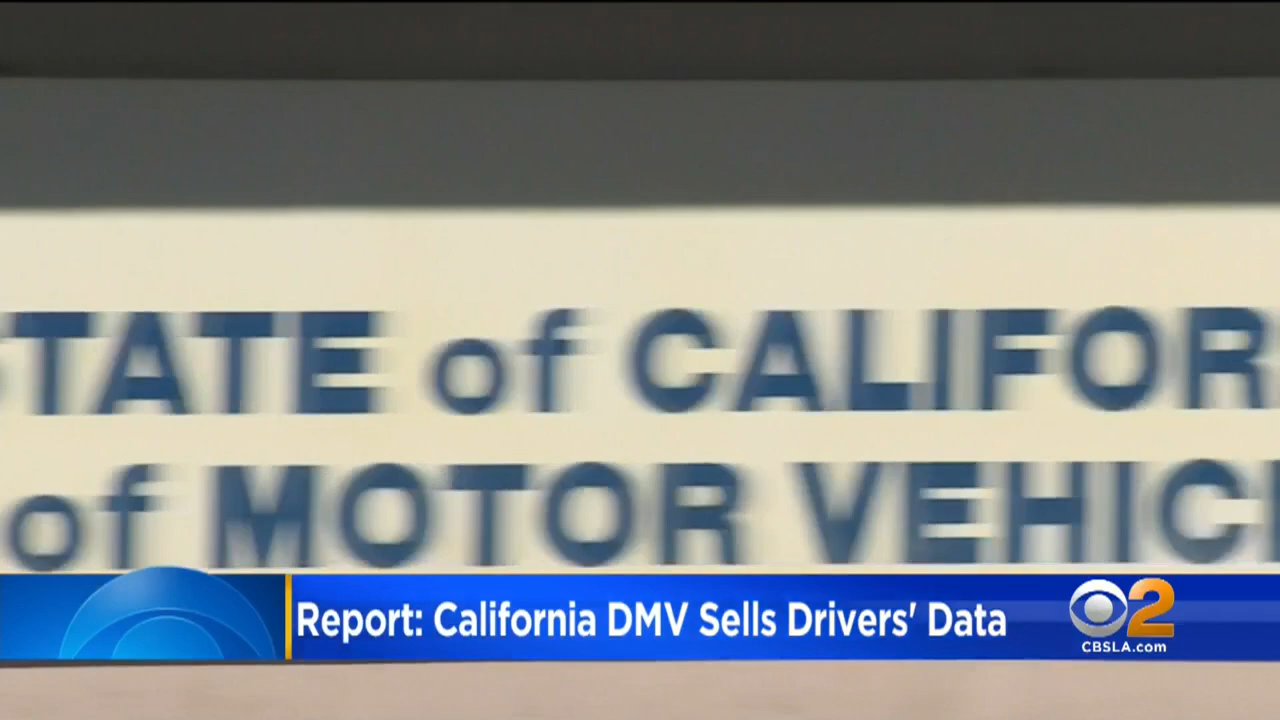 STATE of CALIFOR
of MOTOR VEHIC
Report: California DMV Sells Drivers' Data
2
CBSLA.com